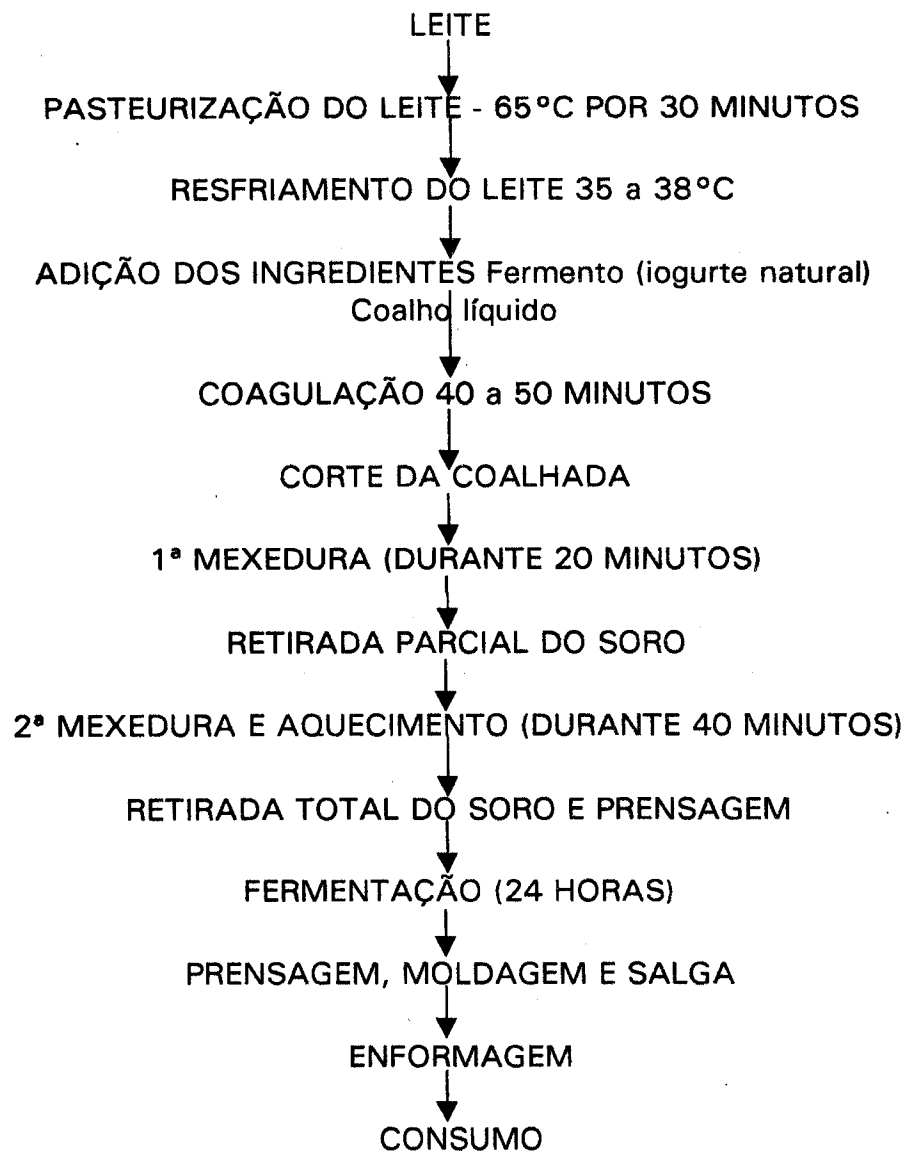 LEITE
PASTEURIZAÇÃO DO LEITE - 65°C POR 30 MINUTOS
RESFRIAMENTO DO LEITE 35 a 38°C
ADIÇÃO DOS INGREDIENTES Fermento (iogurte natural)
Coalho líquido
COAGULAÇÃO 40 a 50 MINUTOS
CORTE DA COALHADA
1ª MEXEDURA (DURANTE 20 MINUTOS)
RETIRADA PARCIAL DO SORO
2ª MEXEDURA E AQUECIMENTO (DURANTE 40 MINUTOS)
RETIRADA TOTAL DO SORO E PRENSAGEM
FERMENTAÇÃO (24 HORAS)
PRENSAGEM, MOLDAGEM E SALGA
ENFORMAGEM
CONSUMO